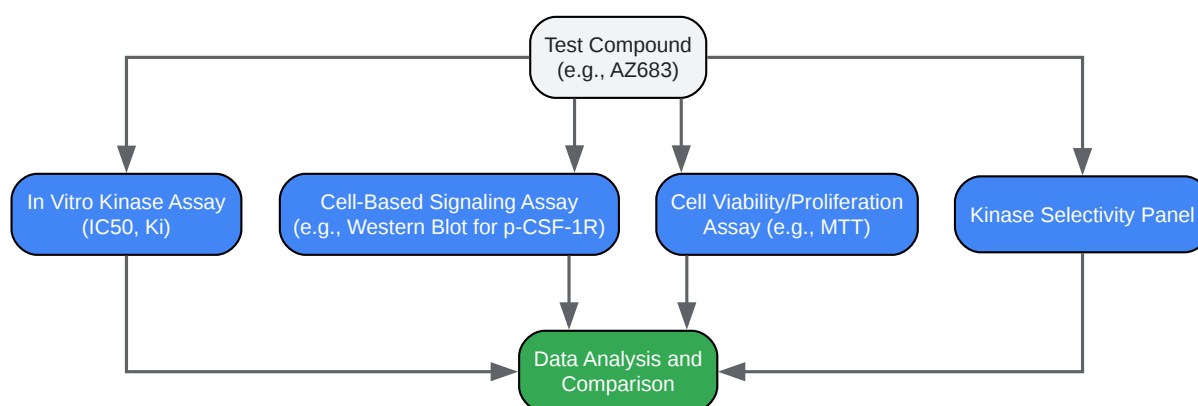 Test Compound
(e.g., AZ683)
In Vitro Kinase Assay
(IC50, Ki)
Cell-Based Signaling Assay
(e.g., Western Blot for p-CSF-1R)
Cell Viability/Proliferation
Assay (e.g., MTT)
Kinase Selectivity Panel
Data Analysis and
Comparison